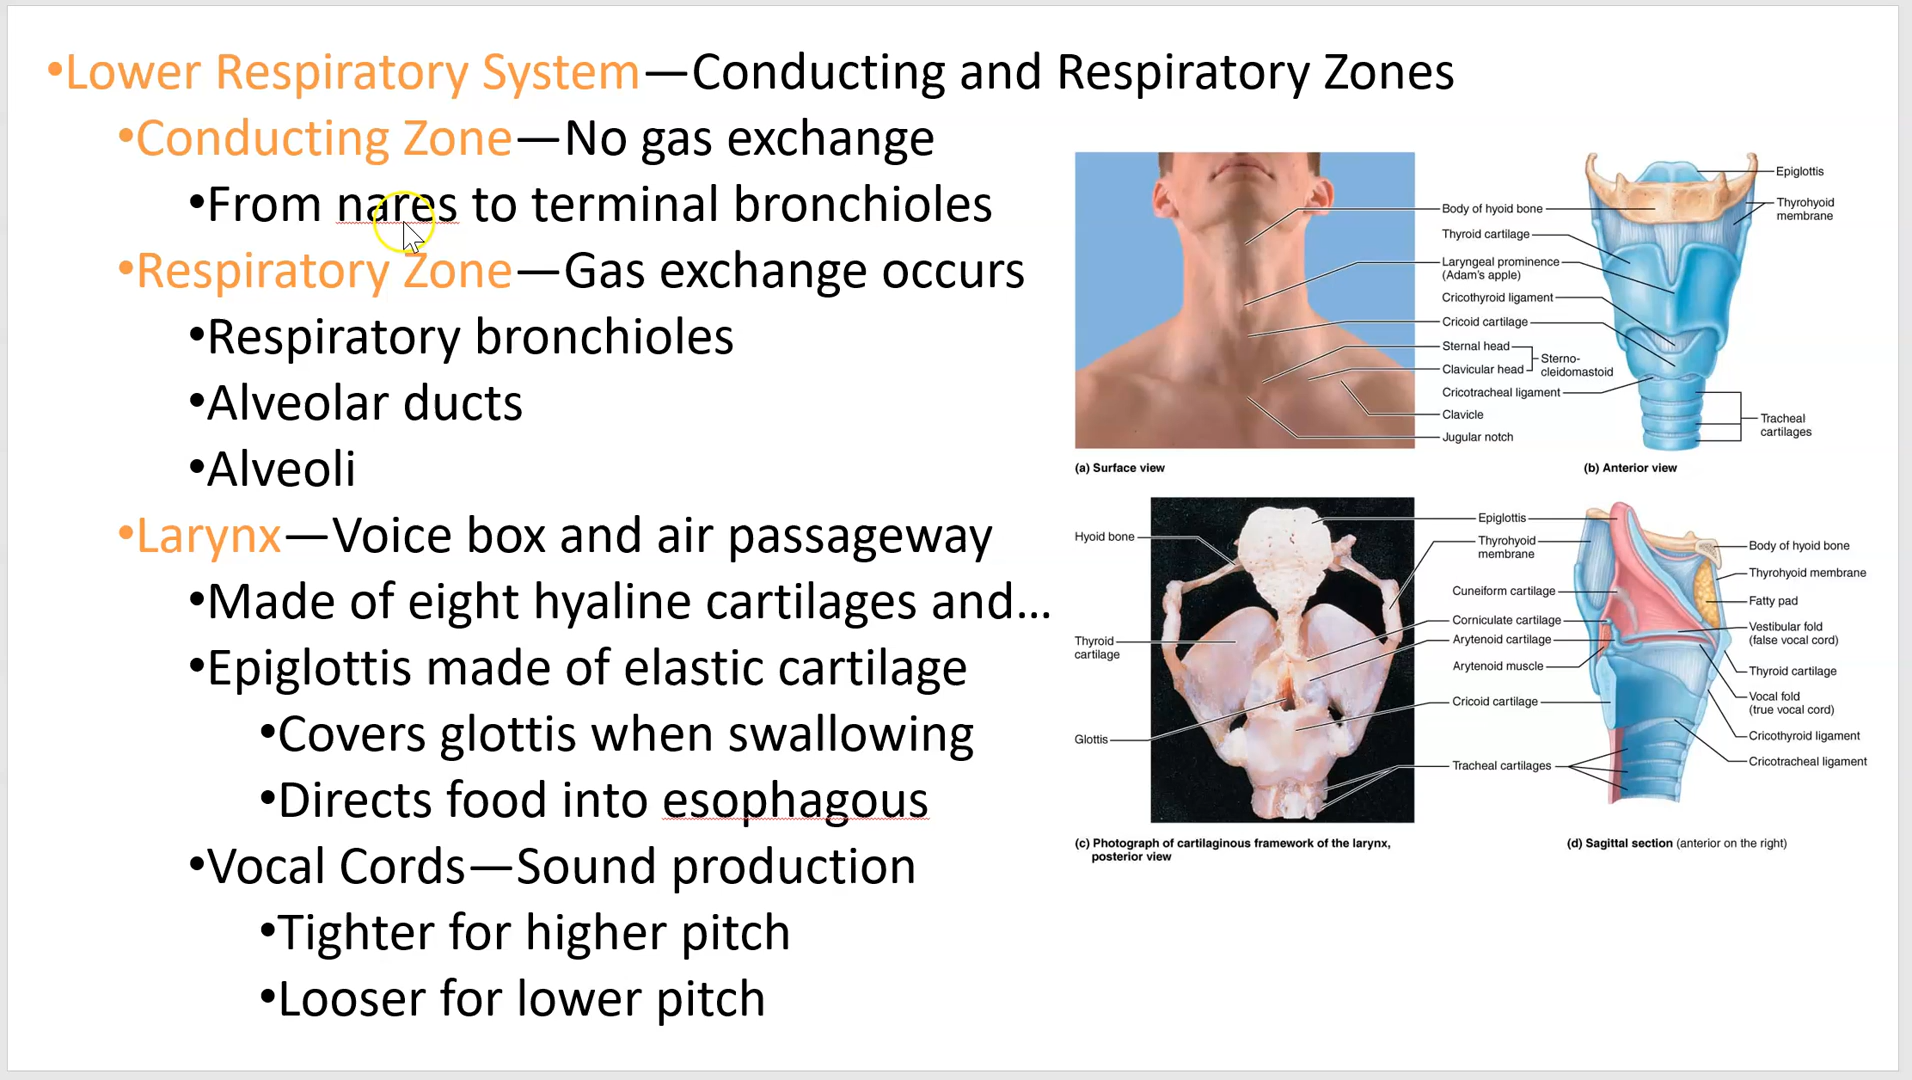 •Lower Respiratory System—Conducting and Respiratory Zones
•Conducting Zone—No gas exchange
•From nares to terminal bronchioles
•Respiratory Zone—Gas exchange occurs
•Respiratory bronchioles
•Alveolar ducts
•Alveoli
•Larynx—Voice box and air passageway
•Made of eight hyaline cartilages and...
•Epiglottis made of elastic cartilage
•Covers glottis when swallowing
•Directs food into esophagous
•Vocal Cords—Sound production
•Tighter for higher pitch
•Looser for lower pitch
Body of hyoid bone
Thyroid cartilage
Laryngeal prominence
(Adam's apple)
Cricothyroid ligament
Cricoid cartilage
Sternal head
Clavicular head
Sterno-
cleidomastoid
Cricotracheal ligament
Clavicle
Jugular notch
Epiglottis
Thyrohyoid
membrane
Tracheal
cartilages
(a) Surface view
(b) Anterior view
Hyoid bone
Thyroid
cartilage
Glottis
Epiglottis
Thyrohyoid
membrane
Cuneiform cartilage
Corniculate cartilage
Arytenoid cartilage
Arytenoid muscle
Cricoid cartilage
Tracheal cartilages
Body of hyoid bone
Thyrohyoid membrane
Fatty pad
Vestibular fold
(false vocal cord)
Thyroid cartilage
Vocal fold
(true vocal cord)
Cricothyroid ligament
Cricotracheal ligament
(c) Photograph of cartilaginous framework of the larynx,
posterior view
(d) Sagittal section (anterior on the right)